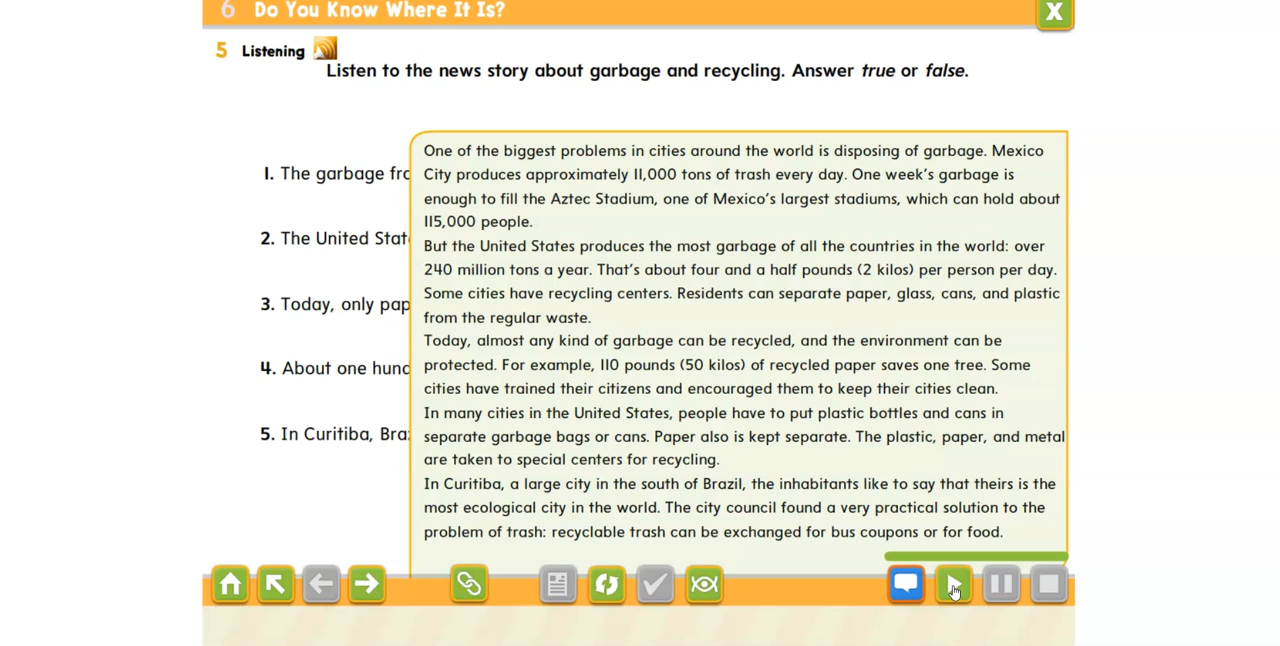 6 Do You Know Where It Is?
X
5 Listening
Listen to the news story about garbage and recycling. Answer true or false.
1. The garbage fro
2. The United Stat
3. Today, only pap
4. About one hund
5. In Curitiba, Bra
One of the biggest problems in cities around the world is disposing of garbage. Mexico
City produces approximately 11,000 tons of trash every day. One week's garbage is
enough to fill the Aztec Stadium, one of Mexico's largest stadiums, which can hold about
115,000 people.
But the United States produces the most garbage of all the countries in the world: over
240 million tons a year. That's about four and a half pounds (2 kilos) per person per day.
Some cities have recycling centers. Residents can separate paper, glass, cans, and plastic
from the regular waste.
Today, almost any kind of garbage can be recycled, and the environment can be
protected. For example, 110 pounds (50 kilos) of recycled paper saves one tree. Some
cities have trained their citizens and encouraged them to keep their cities clean.
In many cities in the United States, people have to put plastic bottles and cans in
separate garbage bags or cans. Paper also is kept separate. The plastic, paper, and metal
are taken to special centers for recycling.
In Curitiba, a large city in the south of Brazil, the inhabitants like to say that theirs is the
most ecological city in the world. The city council found a very practical solution to the
problem of trash: recyclable trash can be exchanged for bus coupons or for food.